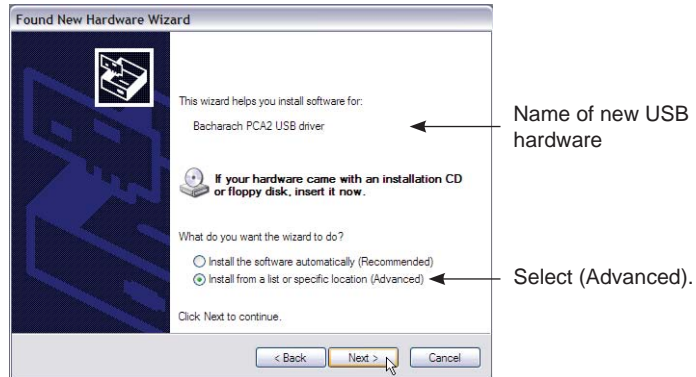 Found New Hardware Wizard
This wizard helps you install software for:
Bacharach PCA2 USB driver
Name of new USB
hardware
If your hardware came with an installation CD
or floppy disk, insert it now.
What do you want the wizard to do?
Install the software automatically (Recommended)
Install from a list or specific location (Advanced)
Select (Advanced).
Click Next to continue.
< Back
Next >
Cancel